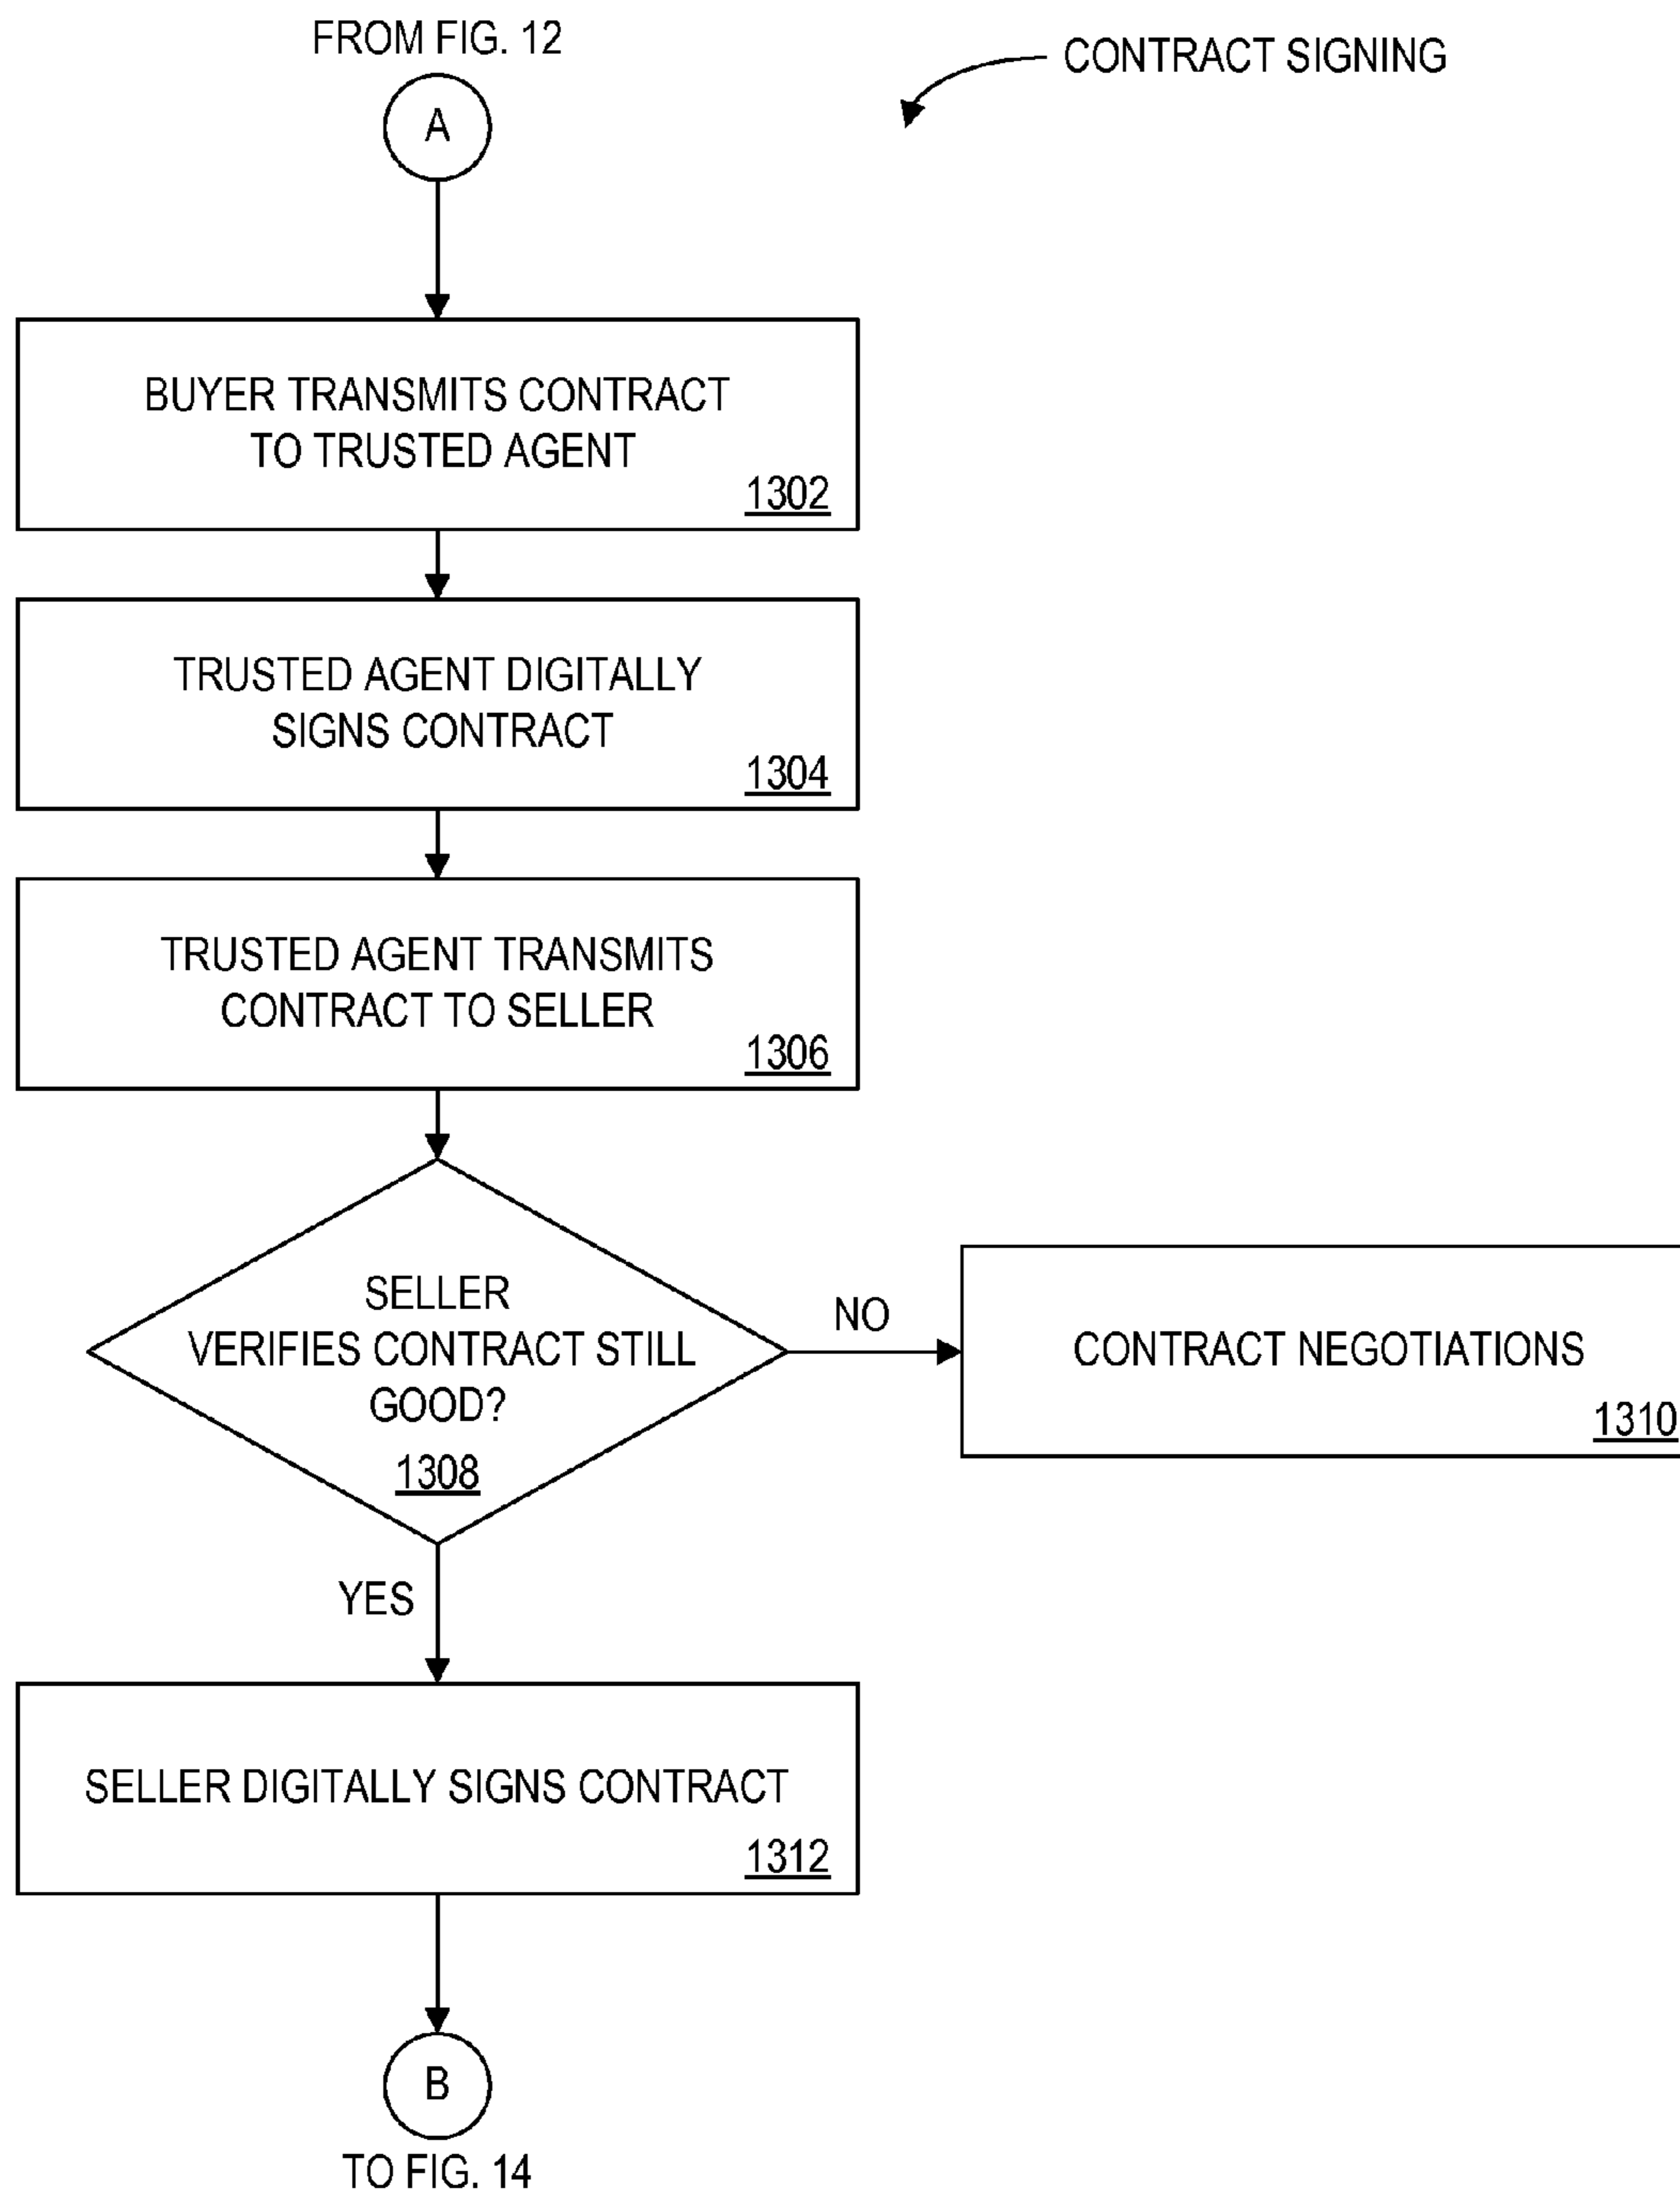 FROM FIG. 12
CONTRACT SIGNING
A
BUYER TRANSMITS CONTRACT
TO TRUSTED AGENT
1302
TRUSTED AGENT DIGITALLY
SIGNS CONTRACT
1304
TRUSTED AGENT TRANSMITS
CONTRACT TO SELLER
1306
SELLER
VERIFIES CONTRACT STILL
GOOD?
1308
NO
CONTRACT NEGOTIATIONS
1310
YES
SELLER DIGITALLY SIGNS CONTRACT
1312
B
TO FIG. 14